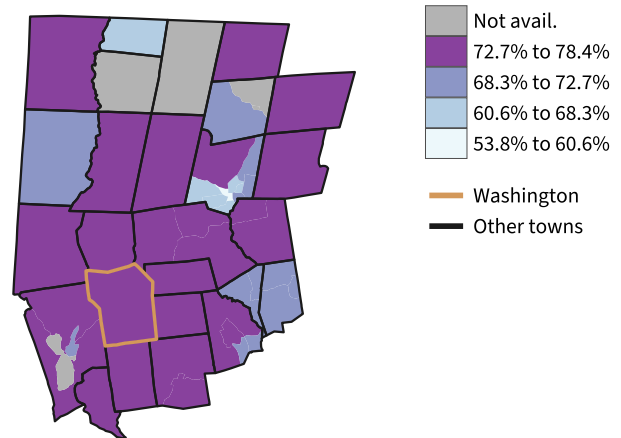 Not avail.
72.7% to 78.4%
68.3% to 72.7%
60.6% to 68.3%
53.8% to 60.6%
Washington
Other towns